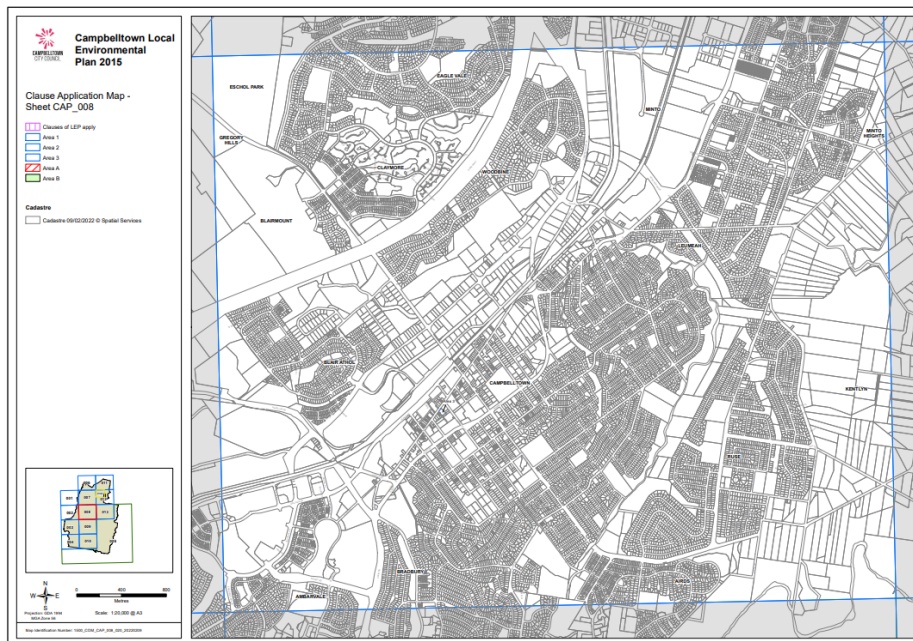 CAMPBELLTOWN
CITY COUNCIL
Campbelltown Local
Environmental
Plan 2015
Clause Application Map -
Sheet CAP_008
Clauses of LEP apply
Area 1
Area 2
Area 3
Area A
Area B
Cadastre
Cadastre 09/02/2022 © Spatial Services
N
W
E
S
0
400
800
Metres
Scale: 1:20,000 @ A3
ESCHOL PARK
EAGLE VALE
MINTO
GREGORY
HILLS
MINTO
HEIGHTS
CLAYMORE
WOODBINE
BLAIRMOUNT
LEUMEAH
BLAIR ATHOL
CAMPBELLTOWN
KENTLYN
RUSE
BRADBURY
AIRDS
AMBARVALE